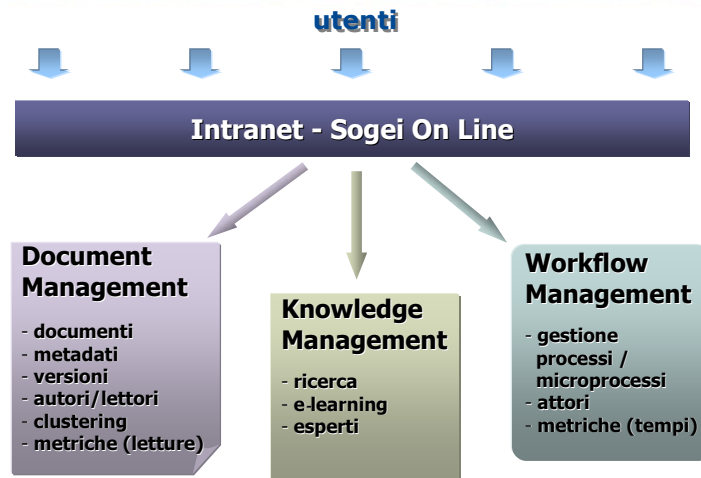 utenti
Intranet - Sogei On Line
Document
Management
- documenti
- metadati
- versioni
- autori/lettori
- clustering
- metriche (letture)
Knowledge
Management
- ricerca
- e-learning
- esperti
Workflow
Management
- gestione
processi /
microprocessi
- attori
- metriche (tempi)